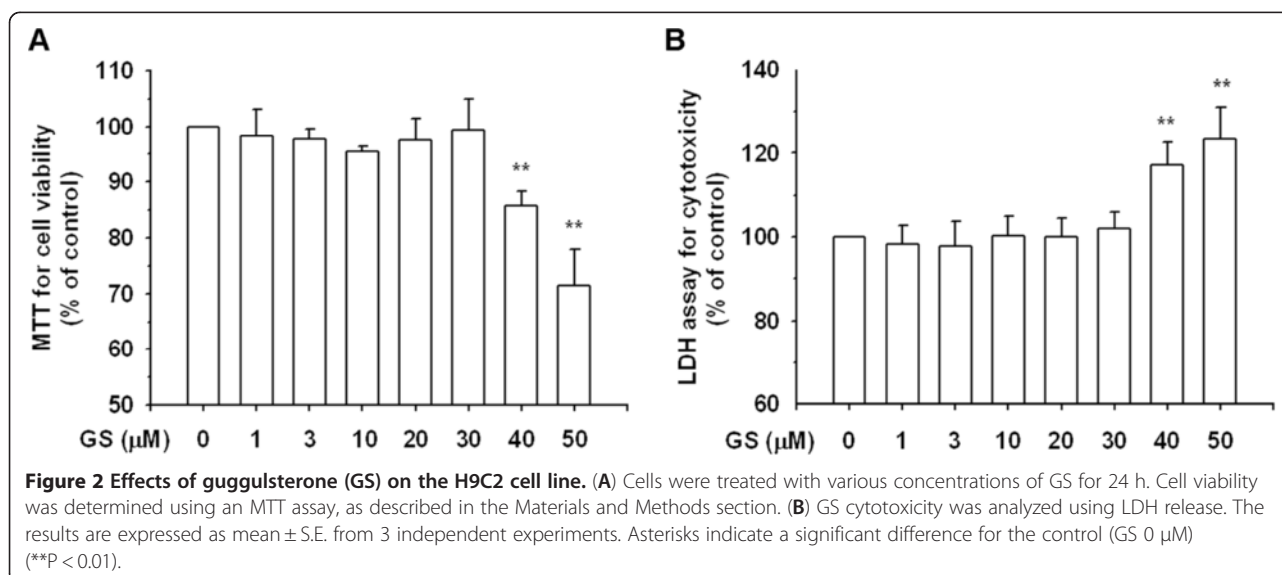 A
MTT for cell viability
(% of control)
110
100
90
80
70
60
50
**
**
GS (μM) 0 1 3 10 20 30 40 50
B
LDH assay for cytotoxicity
(% of control)
140
120
100
80
60
**
**
GS (μM) 0 1 3 10 20 30 40 50
Figure 2 Effects of guggulsterone (GS) on the H9C2 cell line. (A) Cells were treated with various concentrations of GS for 24 h. Cell viability
was determined using an MTT assay, as described in the Materials and Methods section. (B) GS cytotoxicity was analyzed using LDH release. The
results are expressed as mean ± S.E. from 3 independent experiments. Asterisks indicate a significant difference for the control (GS 0 μM)
(**P < 0.01).